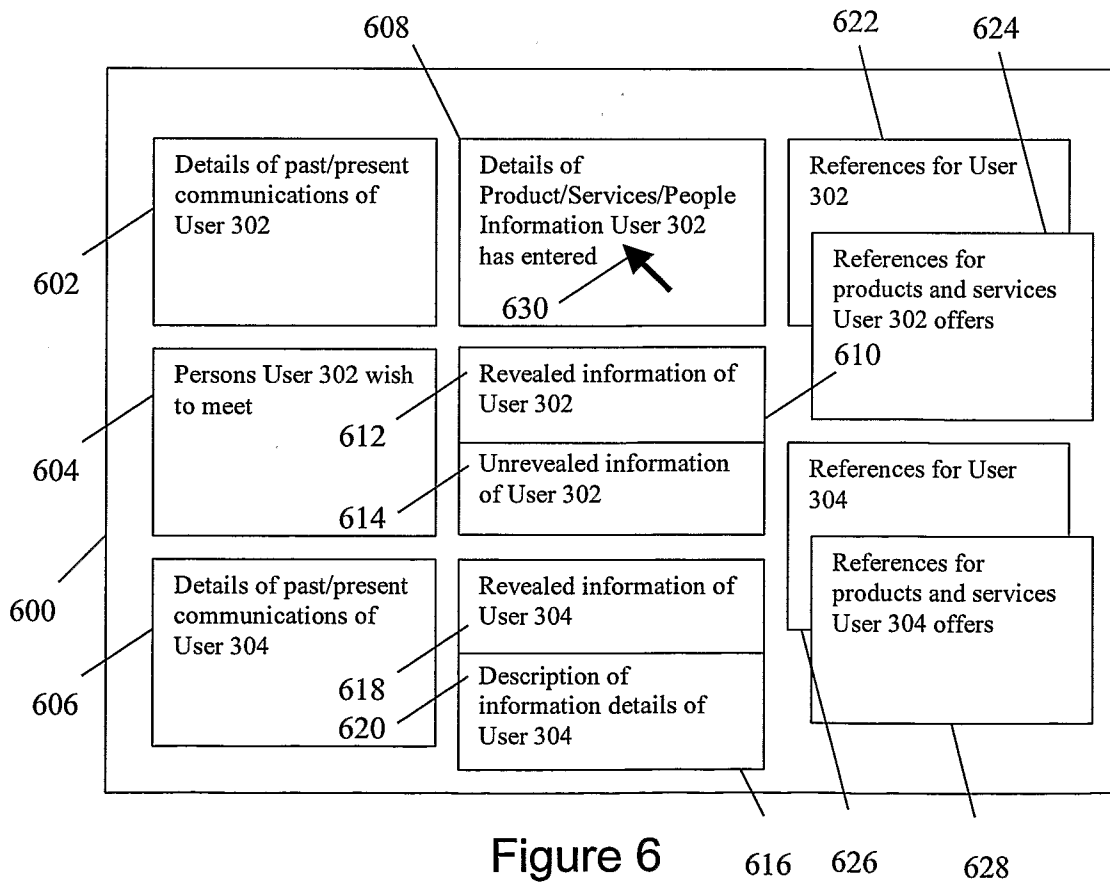 608
622
624
Details of past/present
communications of
User 302
Details of
Product/Services/People
Information User 302
has entered
630
References for User
302
References for
products and services
User 302 offers
610
602
Persons User 302 wish
to meet
612
Revealed information of
User 302
614
Unrevealed information
of User 302
604
References for User
304
References for
products and services
User 304 offers
600
Details of past/present
communications of
User 304
606
Revealed information of
User 304
618
620
Description of
information details of
User 304
Figure 6
616
626
628